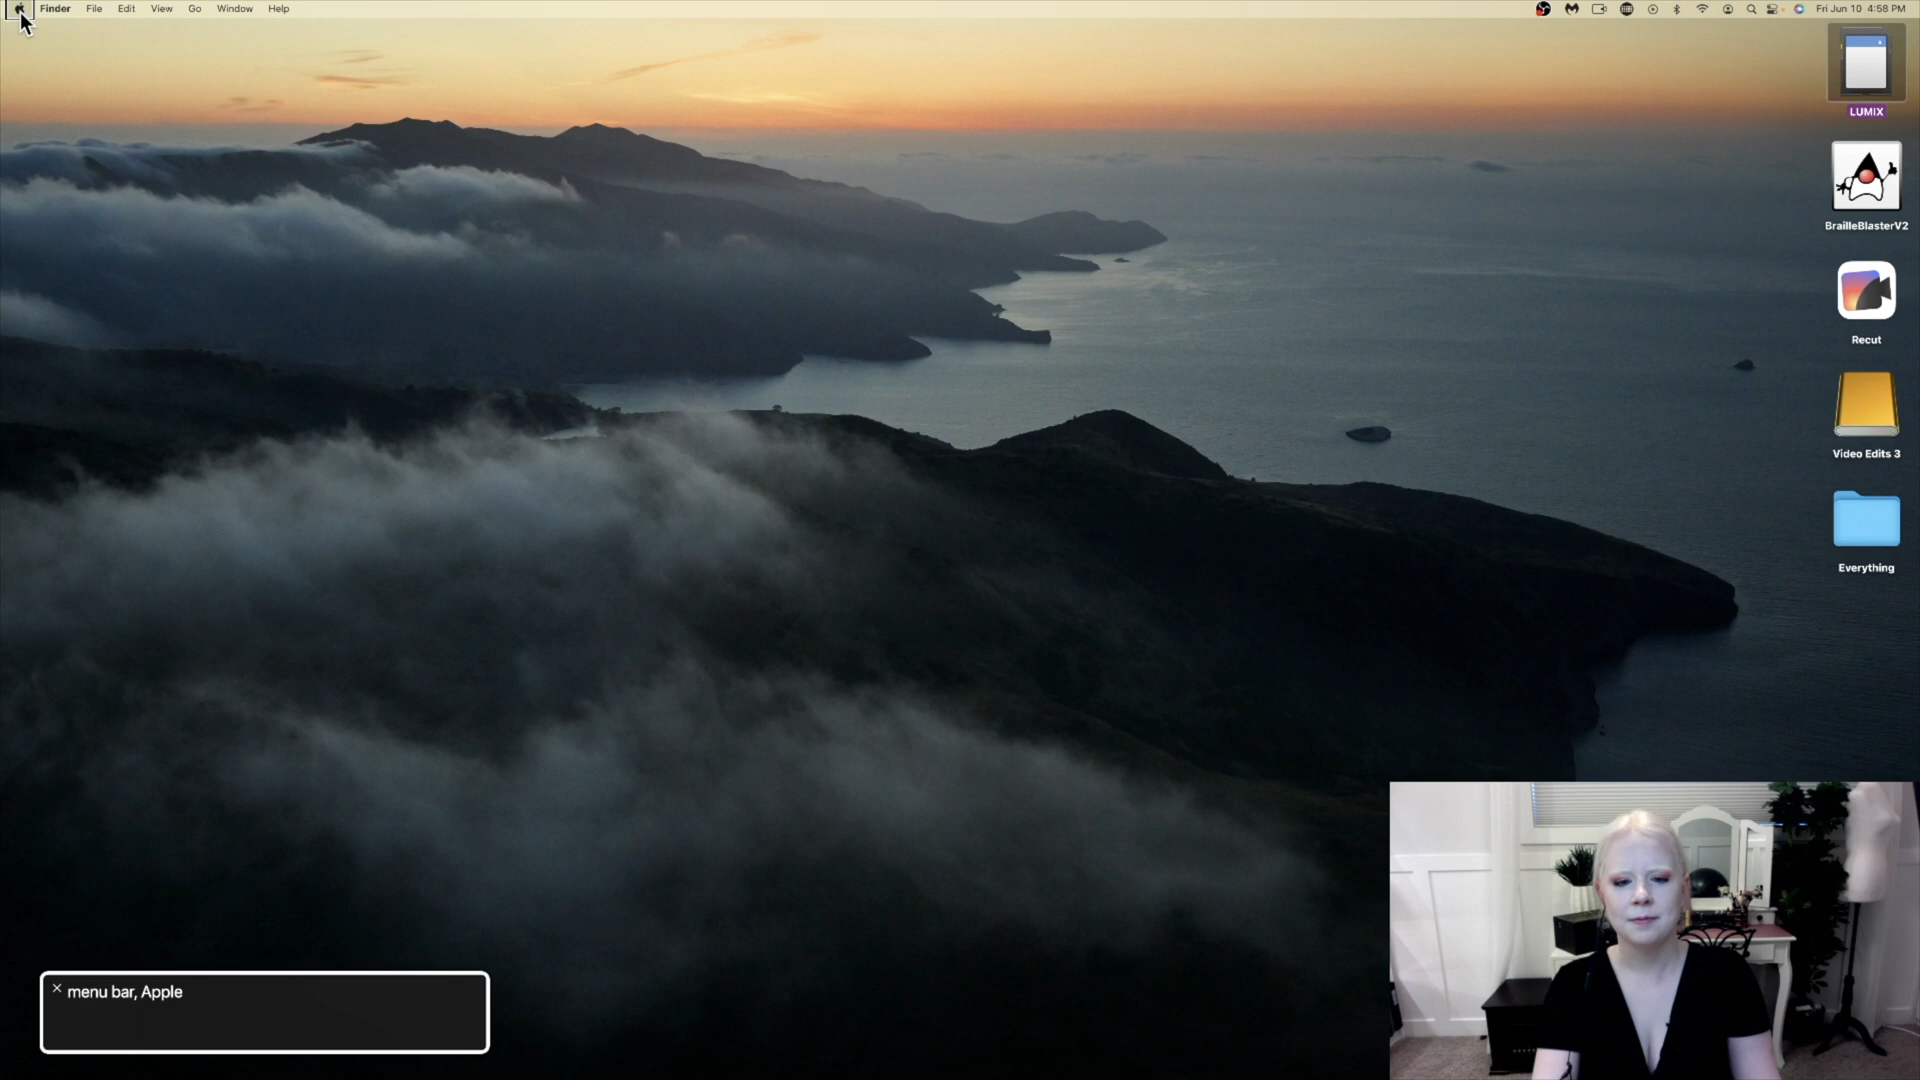 Finder File Edit View Go Window Help Fri Jun 10 4:58 PM
LUMIX
BrailleBlasterV2
Recut
Video Edits 3
Everything
menu bar, Apple